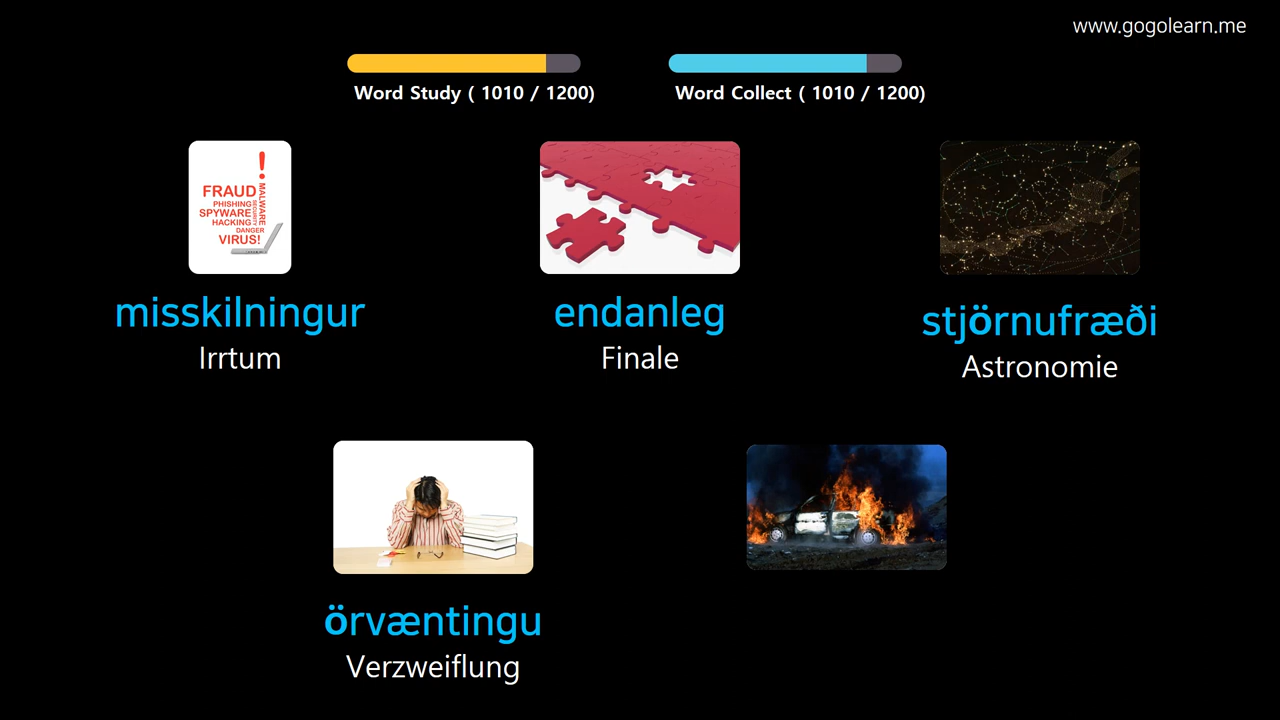 www.gogolearn.me
Word Study ( 1010 / 1200)
Word Collect ( 1010 / 1200)
!
FRAUD
PHISHING
SPYWARE
HACKING
DANGER
VIRUS!
MALWARE
SECURITY
misskilningur
Irrtum
endanleg
Finale
stjörnufræði
Astronomie
örvæntingu
Verzweiflung